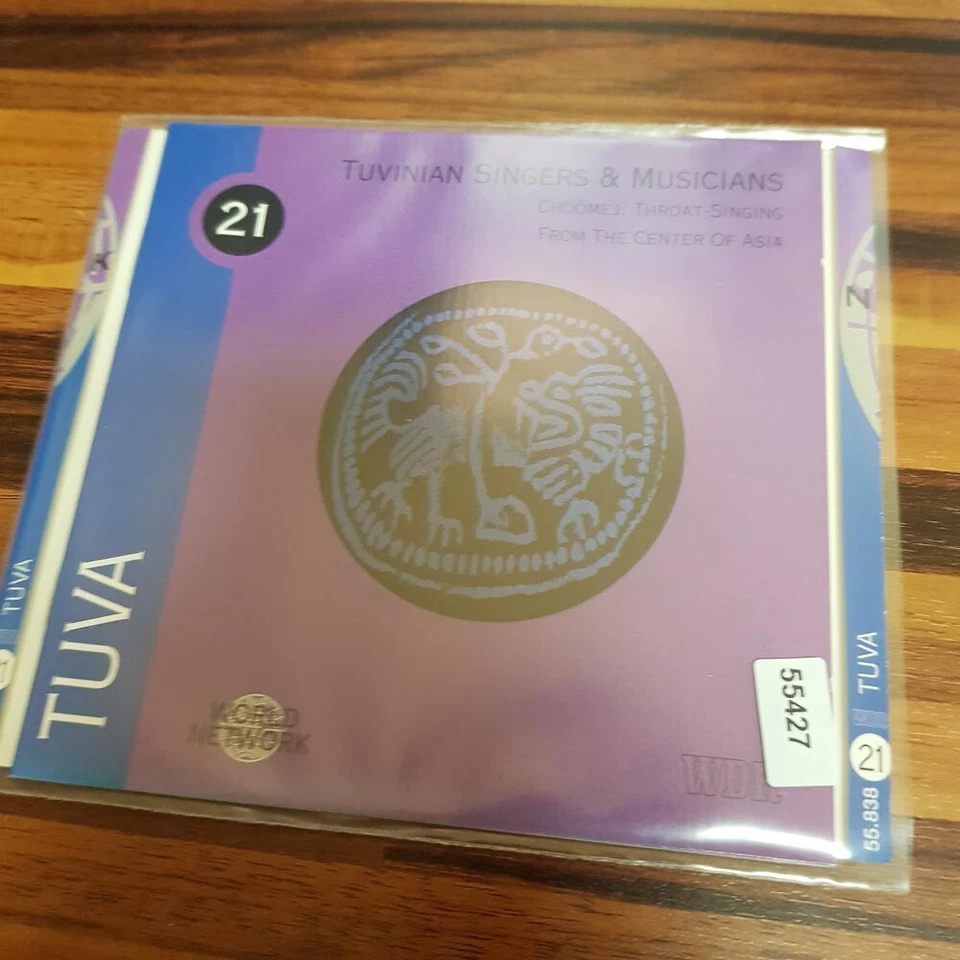 TUVINIAN SINGERS & MUSICIANS
CHOOMEJ: THROAT-SINGING
FROM THE CENTER OF ASIA
21
TUVA
WORLD
NETWORK
WDR
55427
TUVA
TUVA
21
55.838